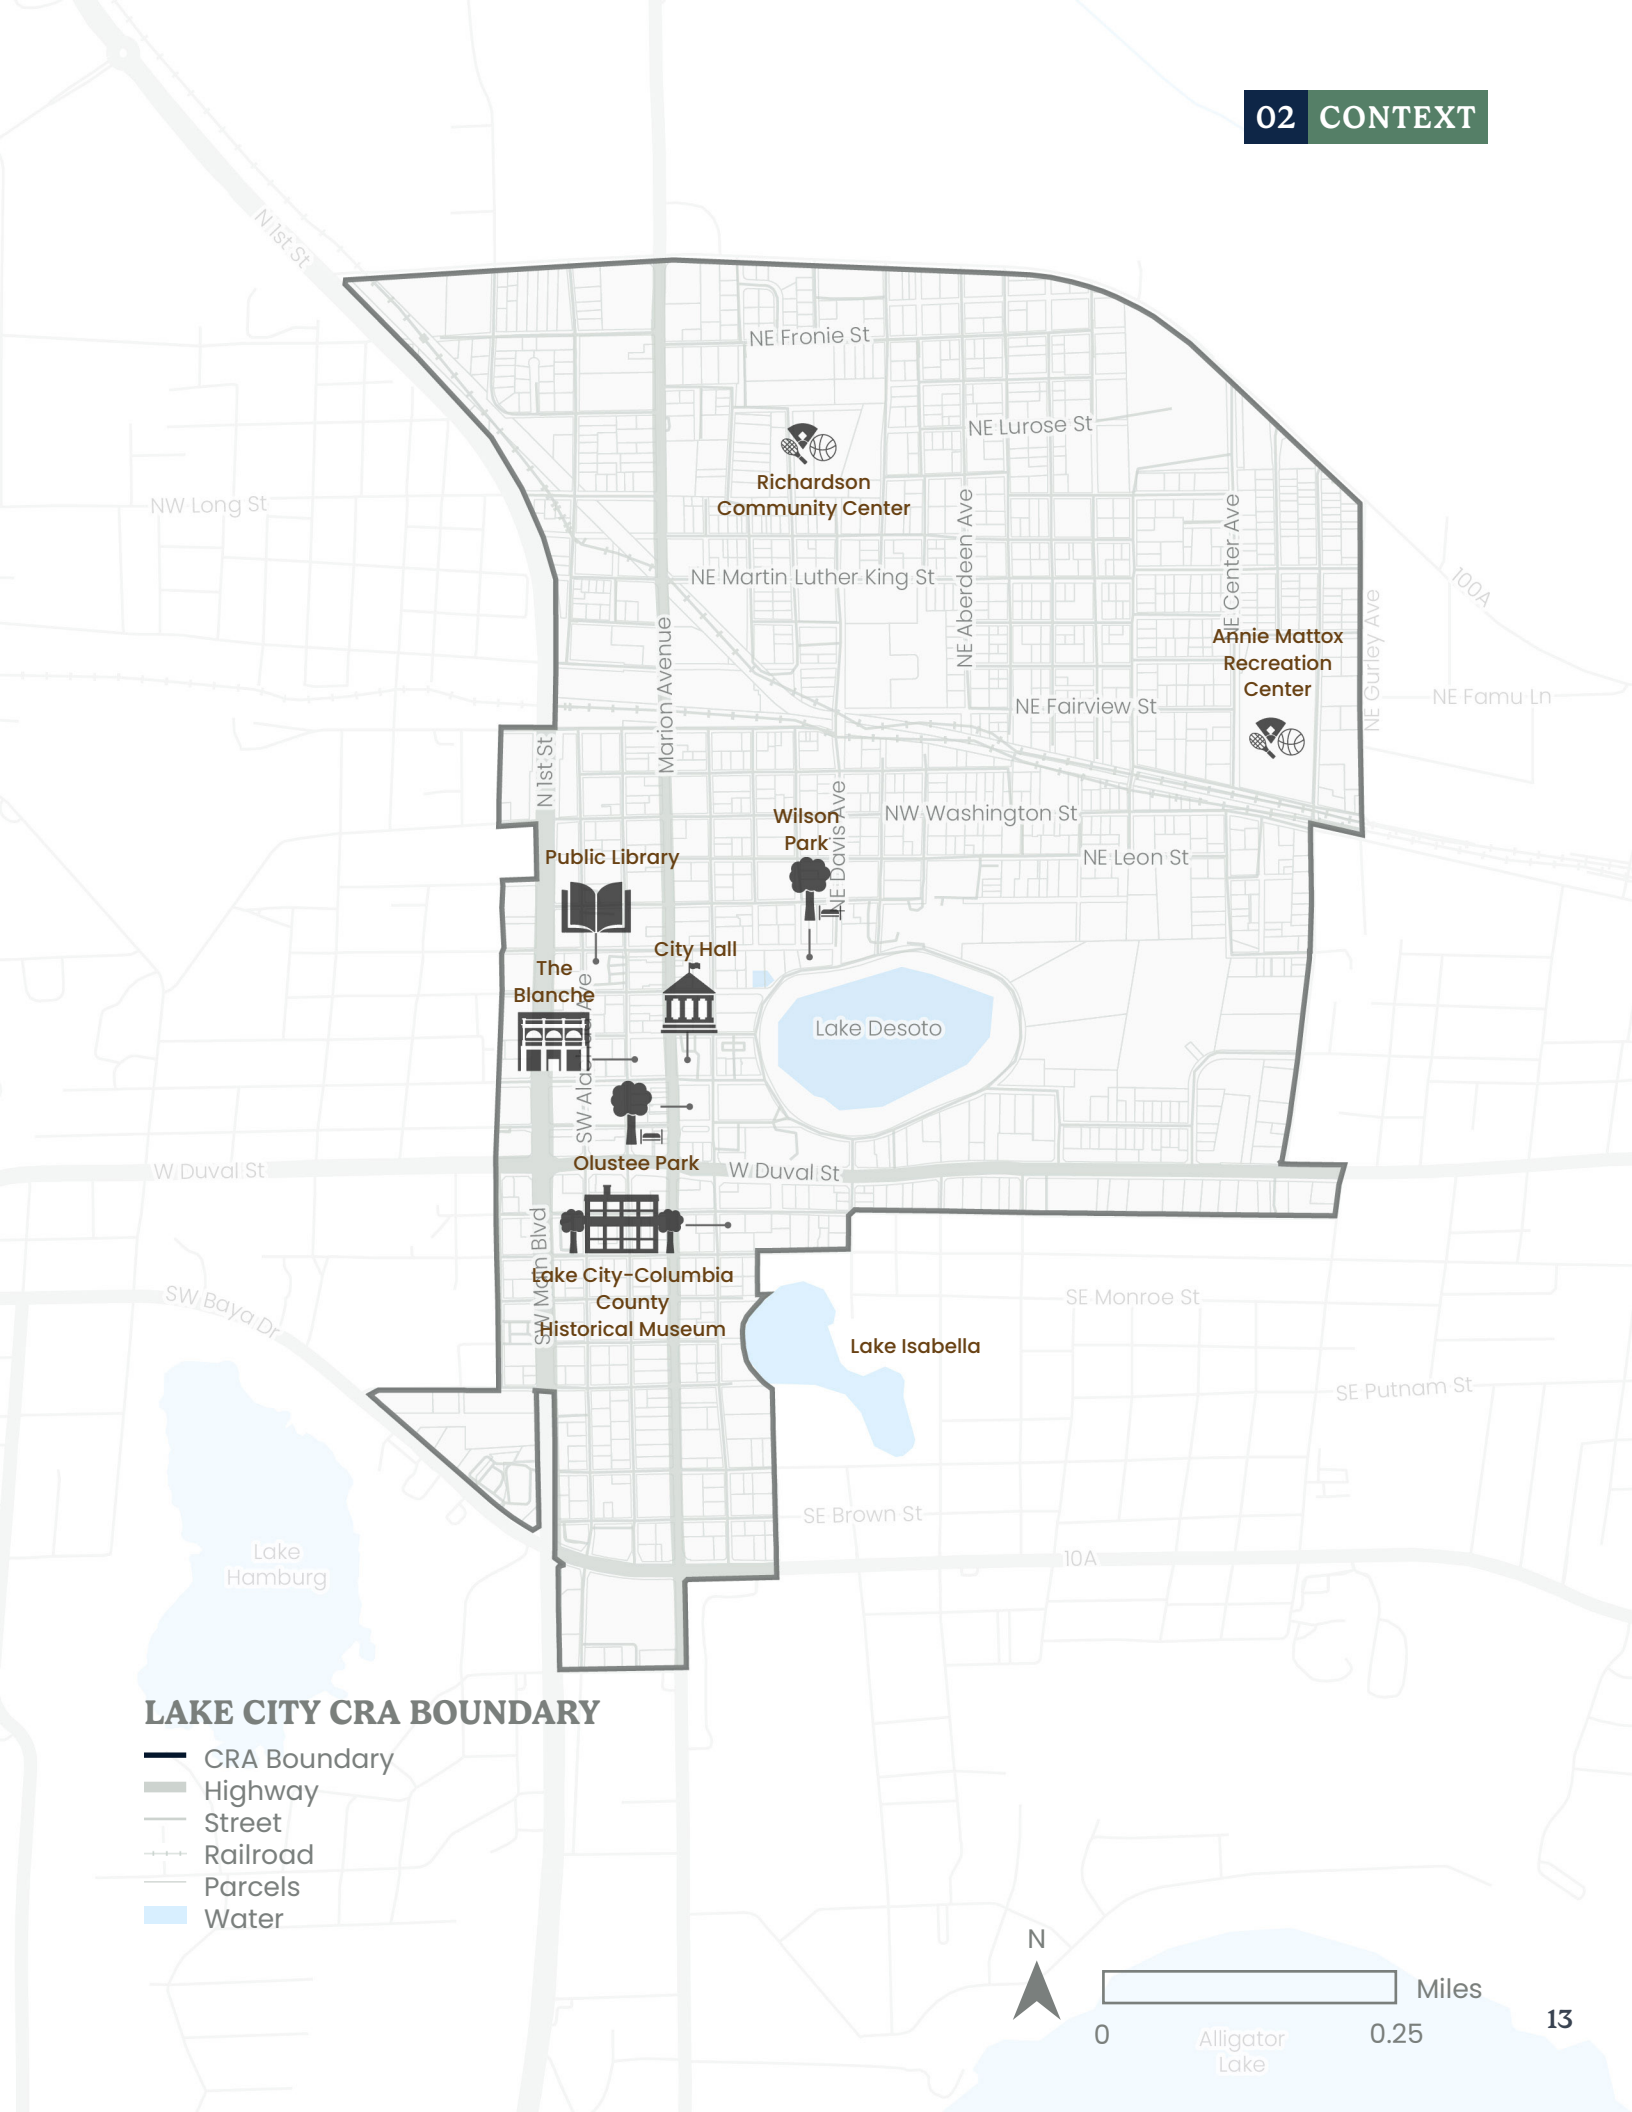 02 CONTEXT
N 1st St
NE Fronie St
NE Lurose St
Richardson
Community Center
NW Long St
NE Aberdeen Ave
NE Center Ave
NE Martin Luther King St
100A
Marion Avenue
Annie Mattox
Recreation
Center
NE Gurley Ave
NE Famu Ln
NE Fairview St
N 1st St
Wilson
Park
NE Davis Ave
NW Washington St
Public Library
NE Leon St
City Hall
The
Blanche
Lake Desoto
Olustee Park
W Duval St
W Duval St
SW Main Blvd
Lake City-Columbia
County
Historical Museum
SW Baya Dr
SE Monroe St
Lake Isabella
SE Putnam St
SE Brown St
Lake
Hamburg
10A
LAKE CITY CRA BOUNDARY
CRA Boundary
Highway
Street
Railroad
Parcels
Water
N
Miles
0
0.25
Alligator
Lake
13